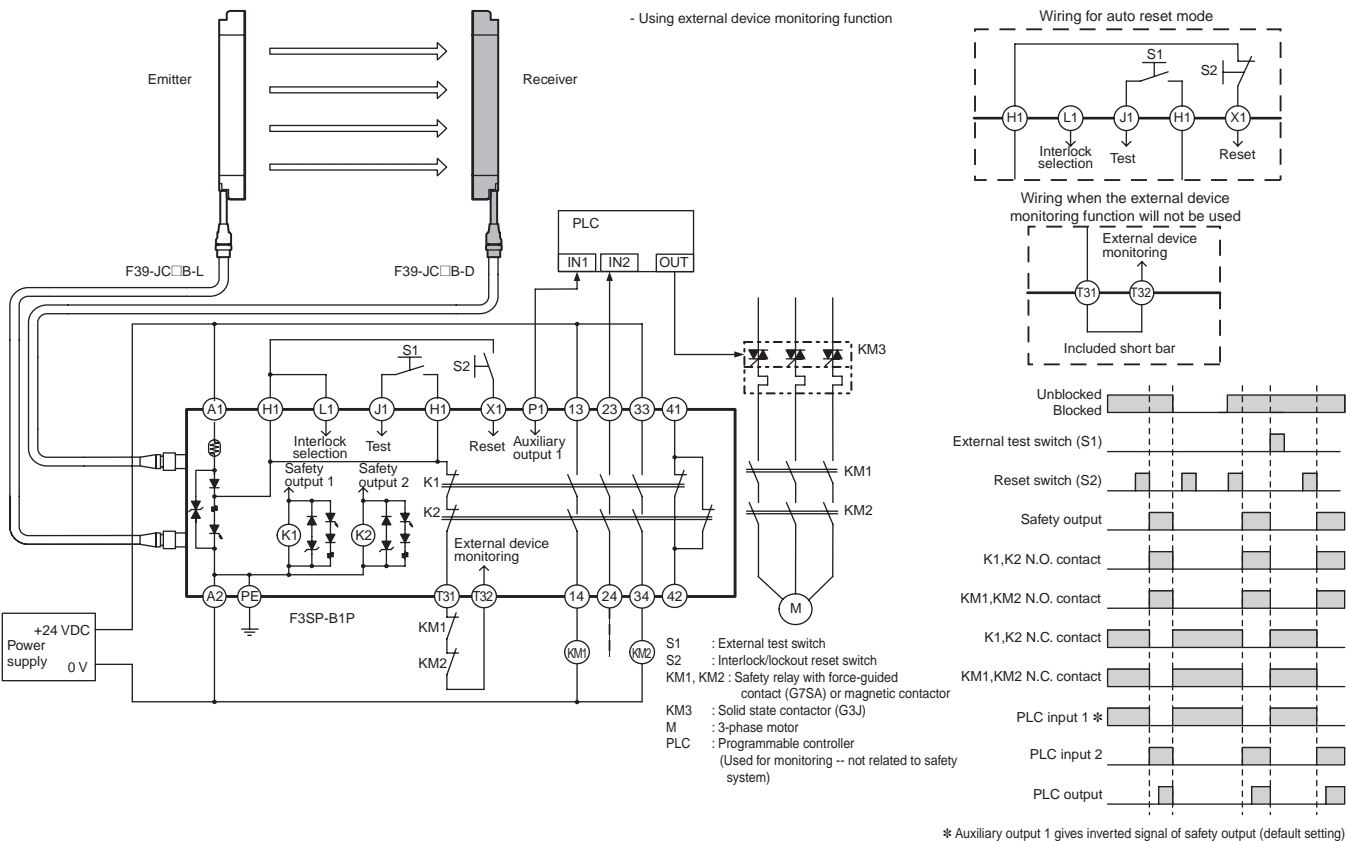 - Using external device monitoring function
Emitter
Receiver
F39-JC□B-L
F39-JC□B-D
PLC
IN1 IN2 OUT
KM3
S1
S2
A1 H1 L1 J1 H1 X1 P1 13 23 33 41
Interlock
selection
Test
Reset
Auxiliary
output 1
Safety
output 1
Safety
output 2
K1
K2
K1
K2
External device
monitoring
KM1
KM2
M
A2 PE T31 T32 14 24 34 42
F3SP-B1P
+24 VDC
Power
supply
0 V
KM1
KM2
KM1
KM2
S1 : External test switch
S2 : Interlock/lockout reset switch
KM1, KM2 : Safety relay with force-guided
contact (G7SA) or magnetic contactor
KM3 : Solid state contactor (G3J)
M : 3-phase motor
PLC : Programmable controller
(Used for monitoring -- not related to safety
system)
Wiring for auto reset mode
S1
S2
H1 L1 J1 H1 X1
Interlock
selection
Test
Reset
Wiring when the external device
monitoring function will not be used
External device
monitoring
T31 T32
Included short bar
Unblocked
Blocked
External test switch (S1)
Reset switch (S2)
Safety output
K1,K2 N.O. contact
KM1,KM2 N.O. contact
K1,K2 N.C. contact
KM1,KM2 N.C. contact
PLC input 1 ✻
PLC input 2
PLC output
✻ Auxiliary output 1 gives inverted signal of safety output (default setting)